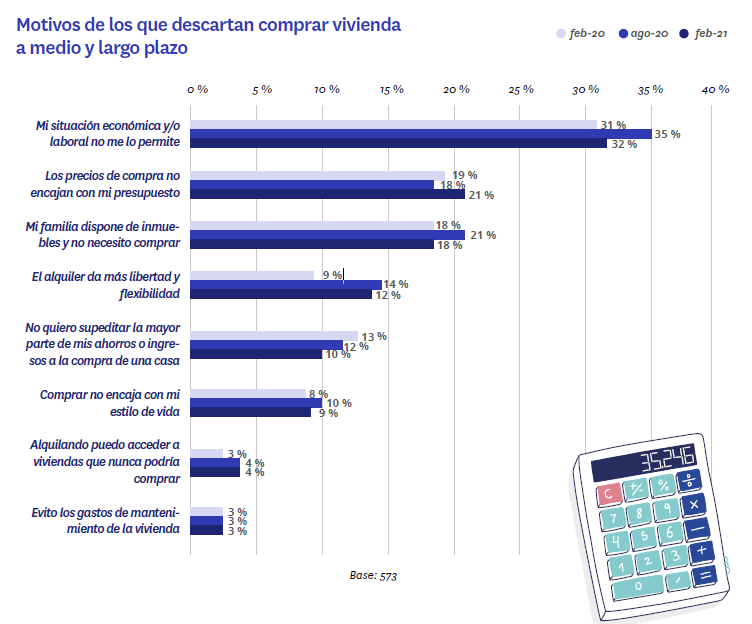 Motivos de los que descartan comprar vivienda
a medio y largo plazo
feb-20 ago-20 feb-21
0 % 5 % 10 % 15 % 20 % 25 % 30 % 35 % 40 %
Mi situación económica y/o
laboral no me lo permite
31 %
35 %
32 %
Los precios de compra no
encajan con mi presupuesto
19 %
18 %
21 %
Mi familia dispone de inmue-
bles y no necesito comprar
18 %
21 %
18 %
El alquiler da más libertad y
flexibilidad
9 %
14 %
12 %
No quiero supeditar la mayor
parte de mis ahorros o ingre-
sos a la compra de una casa
13 %
12 %
10 %
Comprar no encaja con mi
estilo de vida
8 %
10 %
9 %
Alquilando puedo acceder a
viviendas que nunca podría
comprar
3 %
4 %
4 %
Evito los gastos de manteni-
miento de la vivienda
3 %
3 %
3 %
Base: 573
35.246
C +/- % ÷
7 8 9 ×
4 5 6 —
1 2 3 +
0 , =